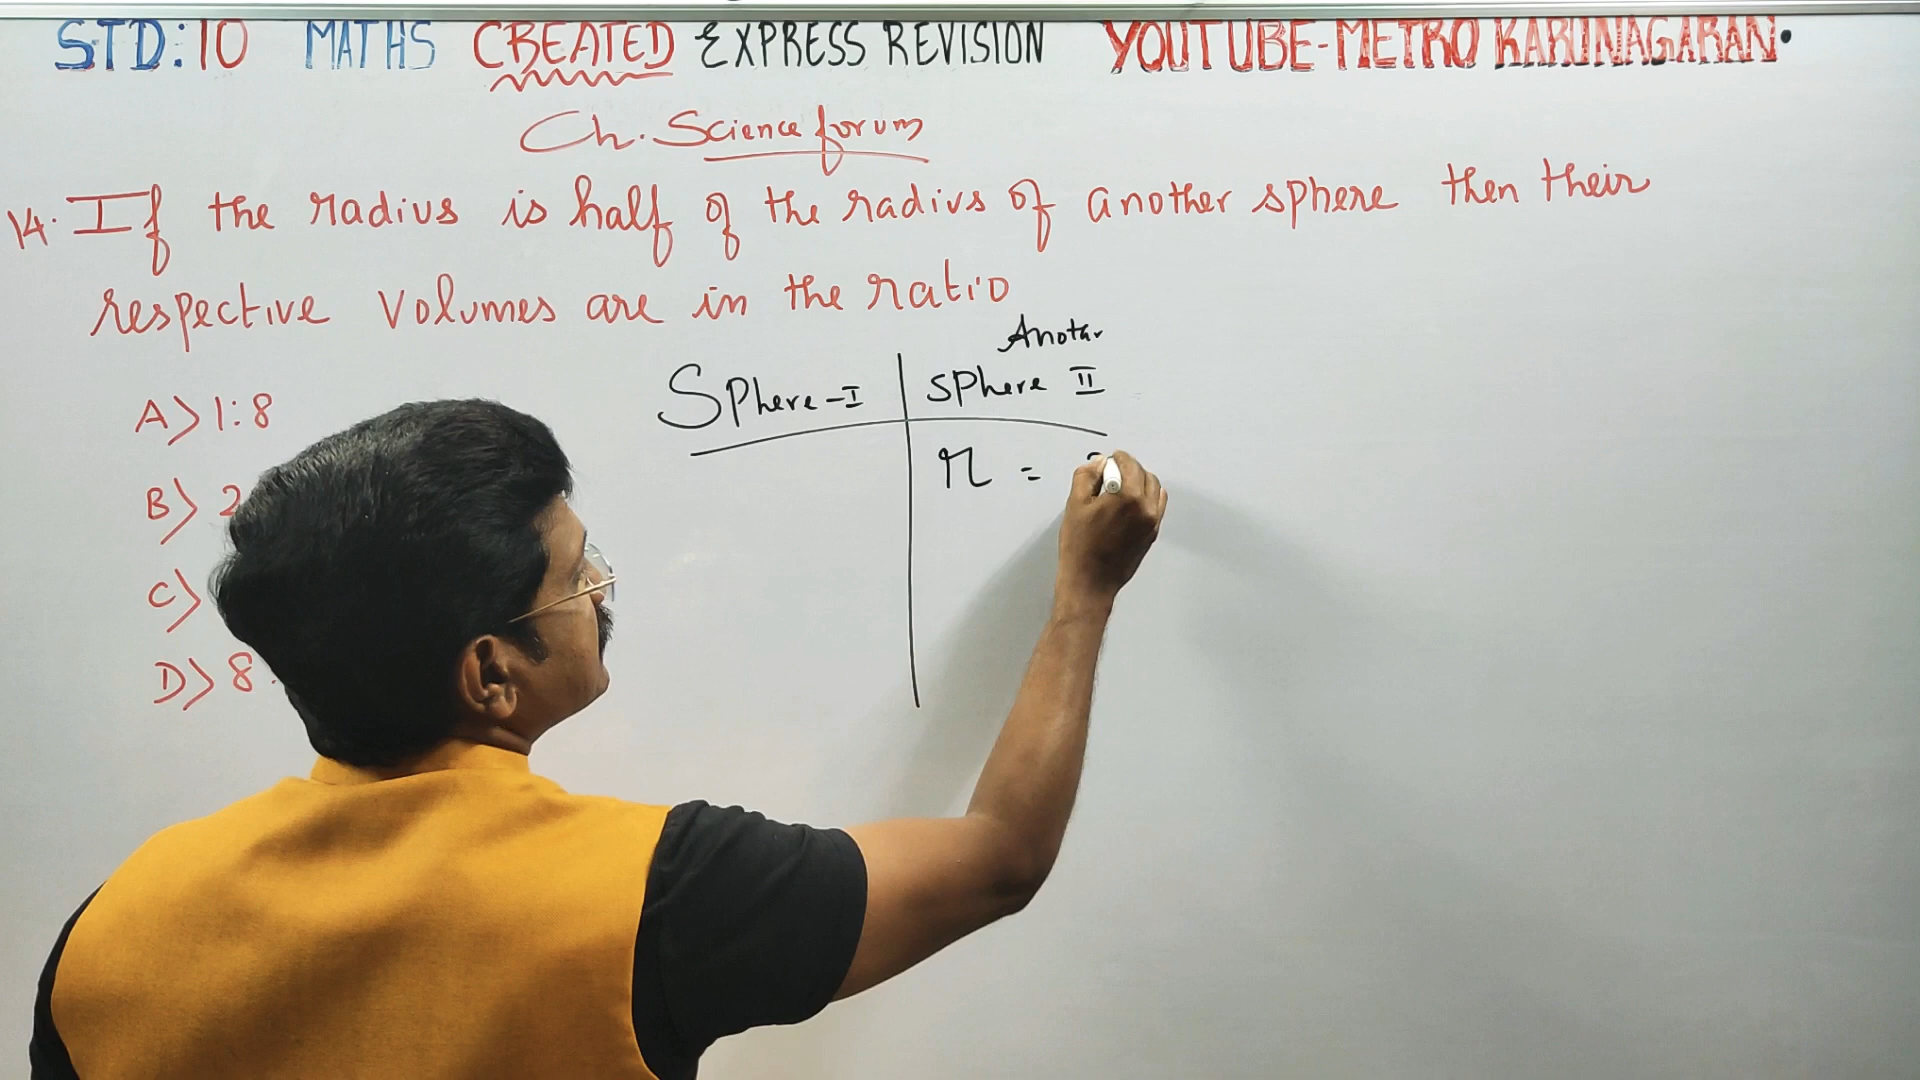 STD:10 MATHS CREATED EXPRESS REVISION YOUTUBE-METRO KARUNAGARAN.
Ch. Science forum
14. If the radius is half of the radius of another sphere then their
respective volumes are in the ratio
A) 1:8
B) 2
C)
D) 8:
Sphere-I
Anothr
sphere II
r =